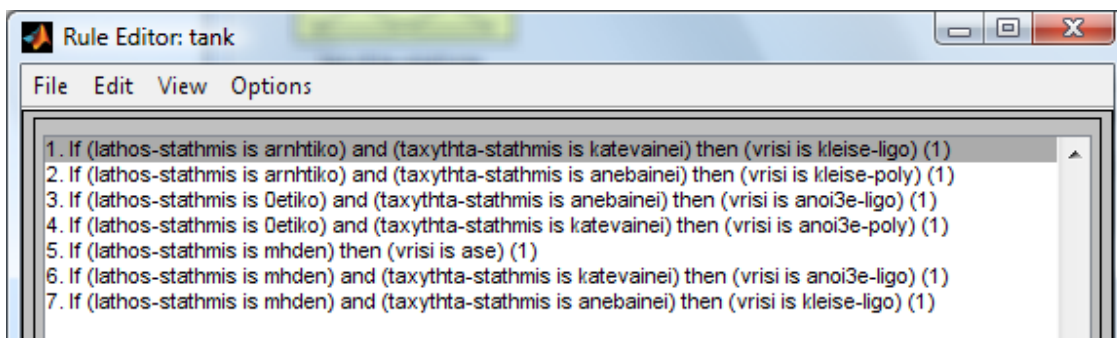 Rule Editor: tank
File Edit View Options
1. If (lathos-stathmis is arnhtiko) and (taxythta-stathmis is katevainei) then (vrisi is kleise-ligo) (1)
2. If (lathos-stathmis is arnhtiko) and (taxythta-stathmis is anebainei) then (vrisi is kleise-poly) (1)
3. If (lathos-stathmis is 0etiko) and (taxythta-stathmis is anebainei) then (vrisi is anoi3e-ligo) (1)
4. If (lathos-stathmis is 0etiko) and (taxythta-stathmis is katevainei) then (vrisi is anoi3e-poly) (1)
5. If (lathos-stathmis is mhden) then (vrisi is ase) (1)
6. If (lathos-stathmis is mhden) and (taxythta-stathmis is katevainei) then (vrisi is anoi3e-ligo) (1)
7. If (lathos-stathmis is mhden) and (taxythta-stathmis is anebainei) then (vrisi is kleise-ligo) (1)